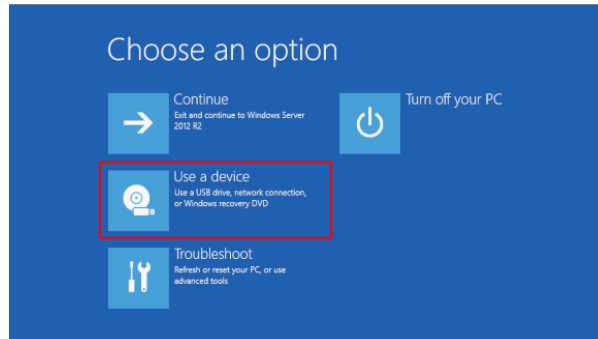 Choose an option
Continue
Exit and continue to Windows Server
2012 R2
Turn off your PC
Use a device
Use a USB drive, network connection,
or Windows recovery DVD
Troubleshoot
Refresh or reset your PC, or use
advanced tools